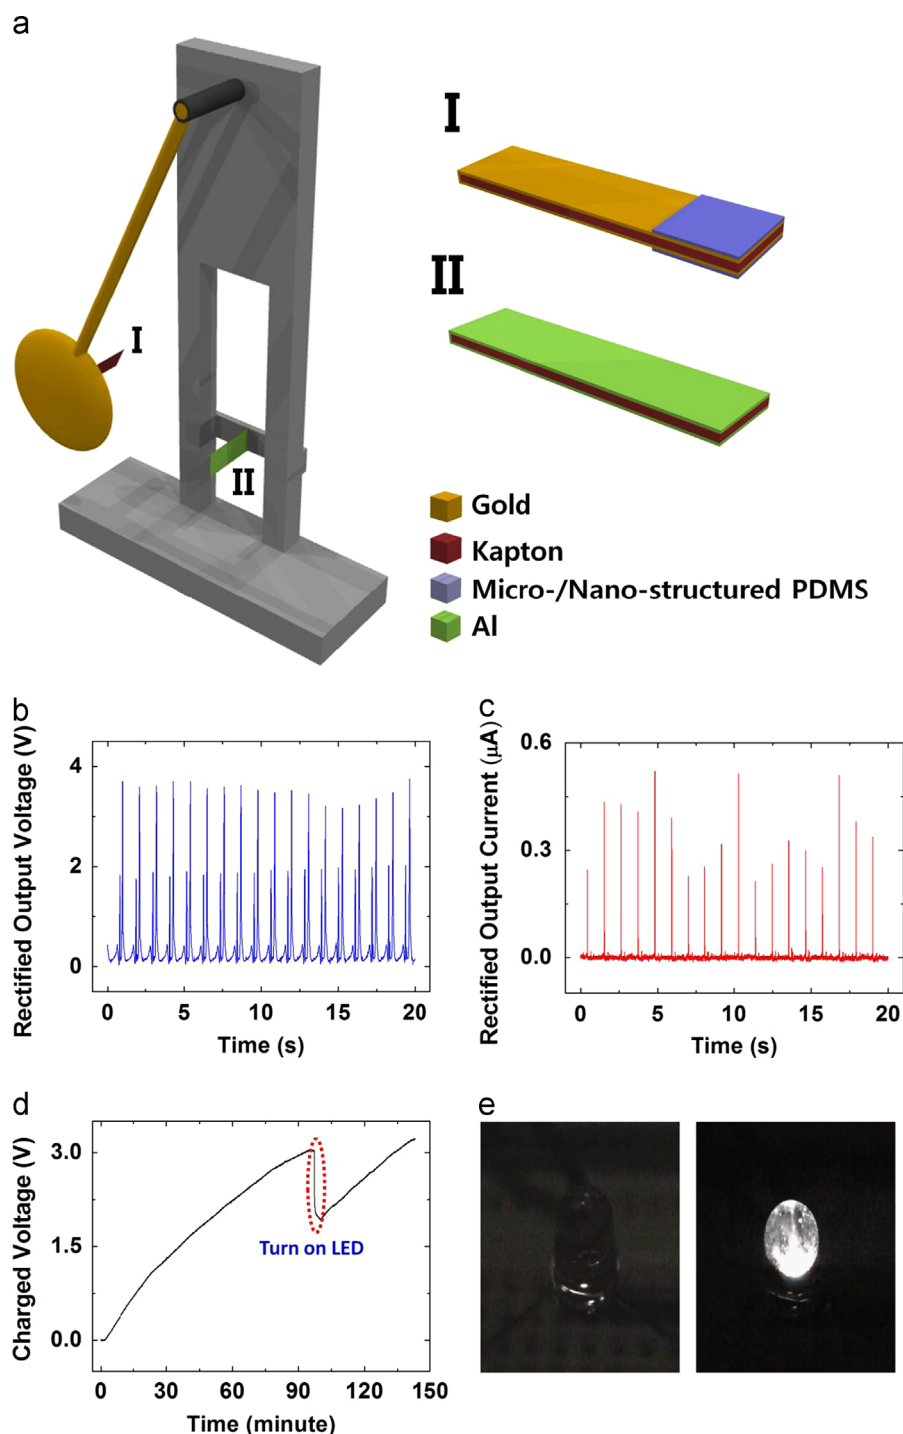 a
I
I
II
II
Gold
Kapton
Micro-/Nano-structured PDMS
Al
b
Rectified Output Voltage (V)
4
2
0
0 5 10 15 20
Time (s)
c
Rectified Output Current (μA)
0.6
0.3
0.0
0 5 10 15 20
Time (s)
d
Charged Voltage (V)
3.0
1.5
0.0
Turn on LED
0 30 60 90 120 150
Time (minute)
e